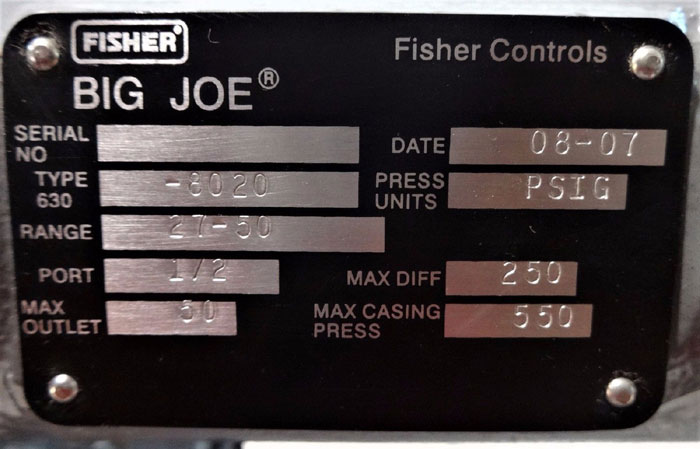 FISHER®
Fisher Controls
BIG JOE®
SERIAL NO
DATE 08-07
TYPE 630 -8020
PRESS UNITS PSIG
RANGE 27-50
PORT 1/2
MAX DIFF 250
MAX OUTLET 50
MAX CASING PRESS 550